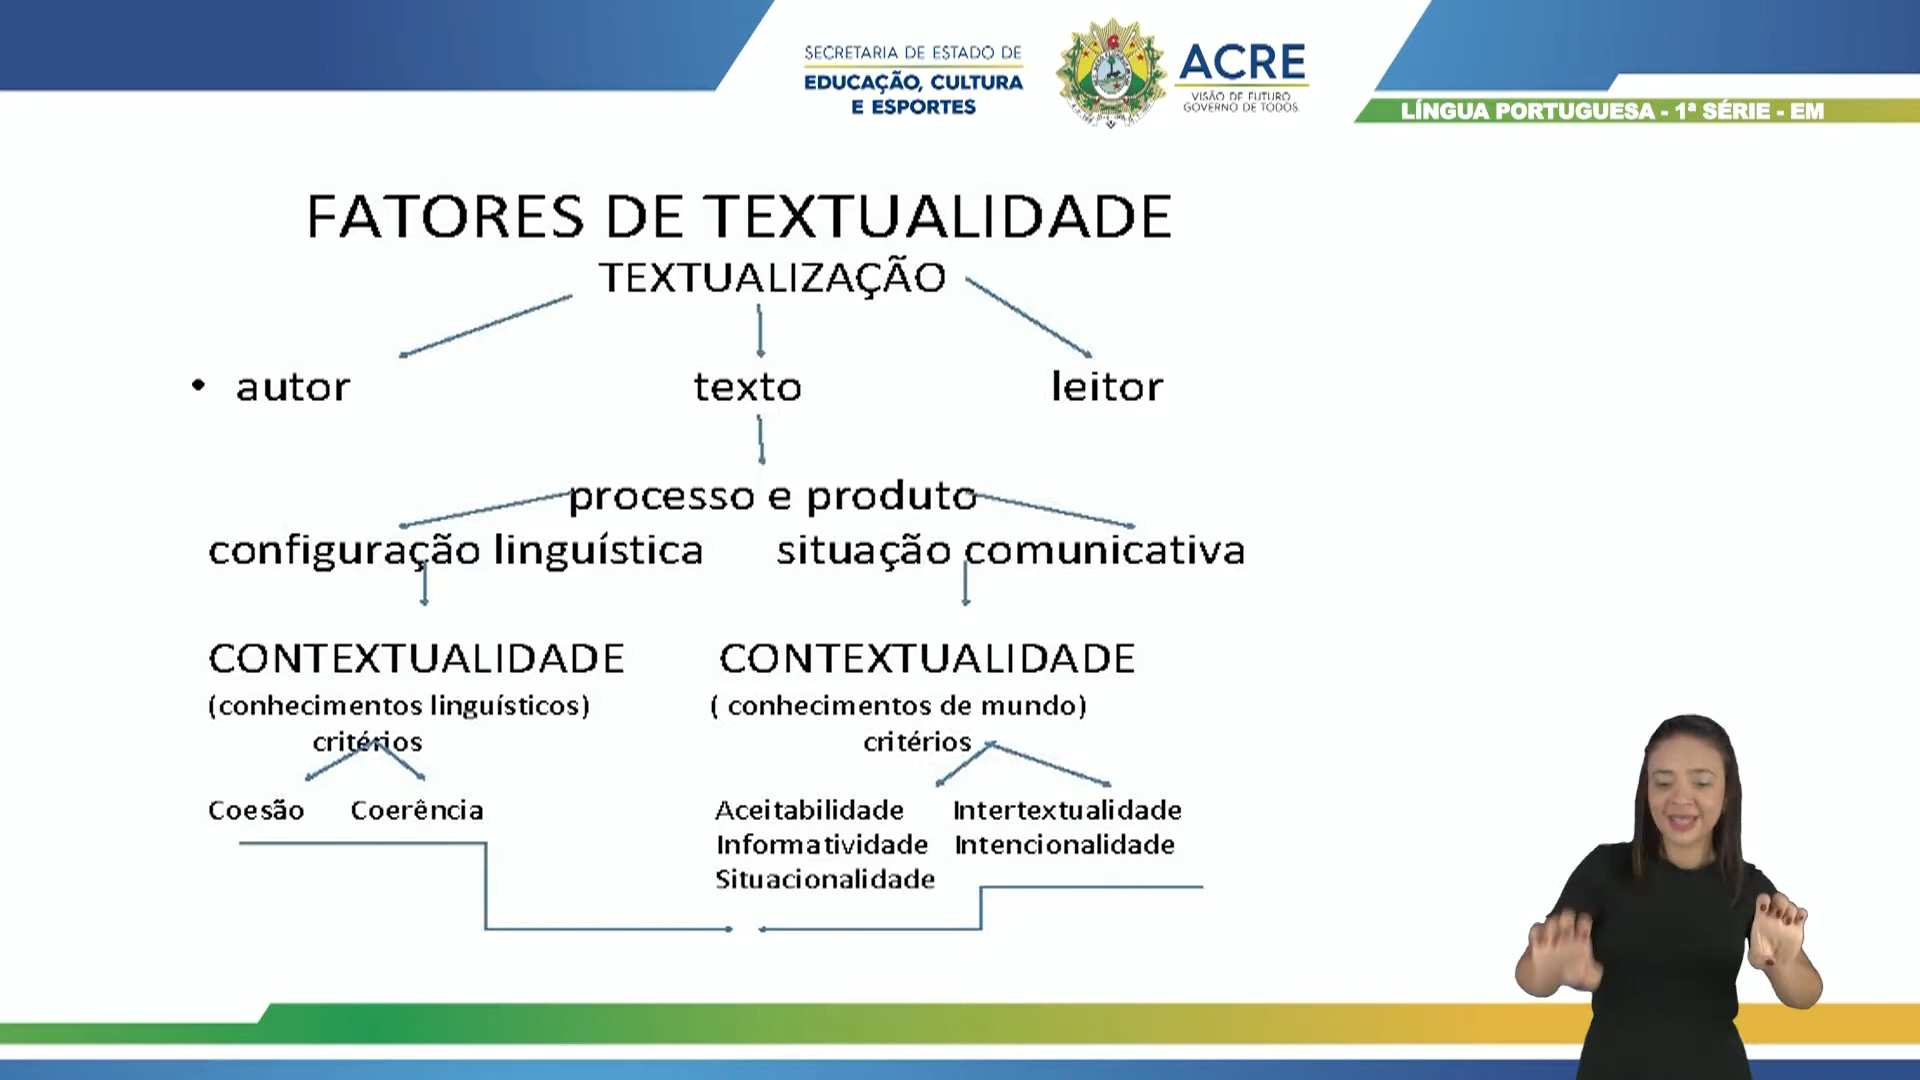 SECRETARIA DE ESTADO DE
EDUCAÇÃO, CULTURA
E ESPORTES
ACRE
VISÃO DE FUTURO
GOVERNO DE TODOS
LÍNGUA PORTUGUESA - 1ª SÉRIE - EM
FATORES DE TEXTUALIDADE
TEXTUALIZAÇÃO
• autor texto leitor
processo e produto
configuração linguística situação comunicativa
CONTEXTUALIDADE CONTEXTUALIDADE
(conhecimentos linguísticos) ( conhecimentos de mundo)
critérios critérios
Coesão Coerência Aceitabilidade Intertextualidade
Informatividade Intencionalidade
Situacionalidade